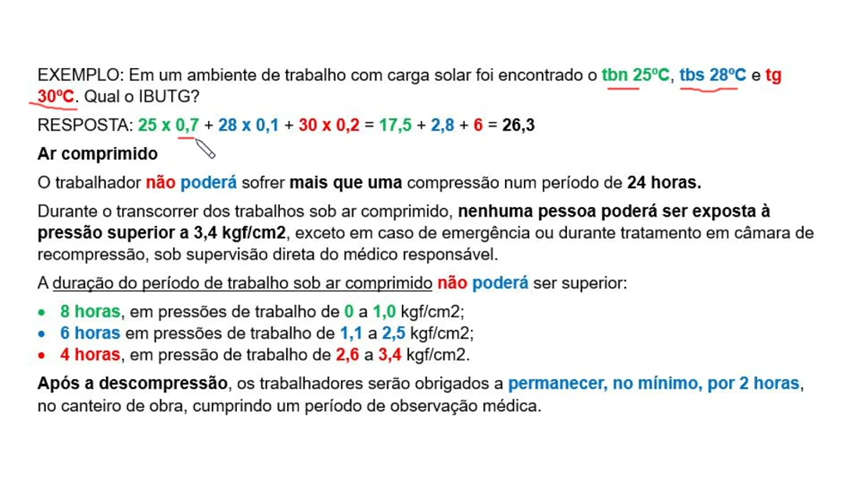 EXEMPLO: Em um ambiente de trabalho com carga solar foi encontrado o tbn 25ºC, tbs 28ºC e tg
30ºC. Qual o IBUTG?
RESPOSTA: 25 x 0,7 + 28 x 0,1 + 30 x 0,2 = 17,5 + 2,8 + 6 = 26,3
Ar comprimido
O trabalhador não poderá sofrer mais que uma compressão num período de 24 horas.
Durante o transcorrer dos trabalhos sob ar comprimido, nenhuma pessoa poderá ser exposta à
pressão superior a 3,4 kgf/cm2, exceto em caso de emergência ou durante tratamento em câmara de
recompressão, sob supervisão direta do médico responsável.
A duração do período de trabalho sob ar comprimido não poderá ser superior:
• 8 horas, em pressões de trabalho de 0 a 1,0 kgf/cm2;
• 6 horas em pressões de trabalho de 1,1 a 2,5 kgf/cm2;
• 4 horas, em pressão de trabalho de 2,6 a 3,4 kgf/cm2.
Após a descompressão, os trabalhadores serão obrigados a permanecer, no mínimo, por 2 horas,
no canteiro de obra, cumprindo um período de observação médica.